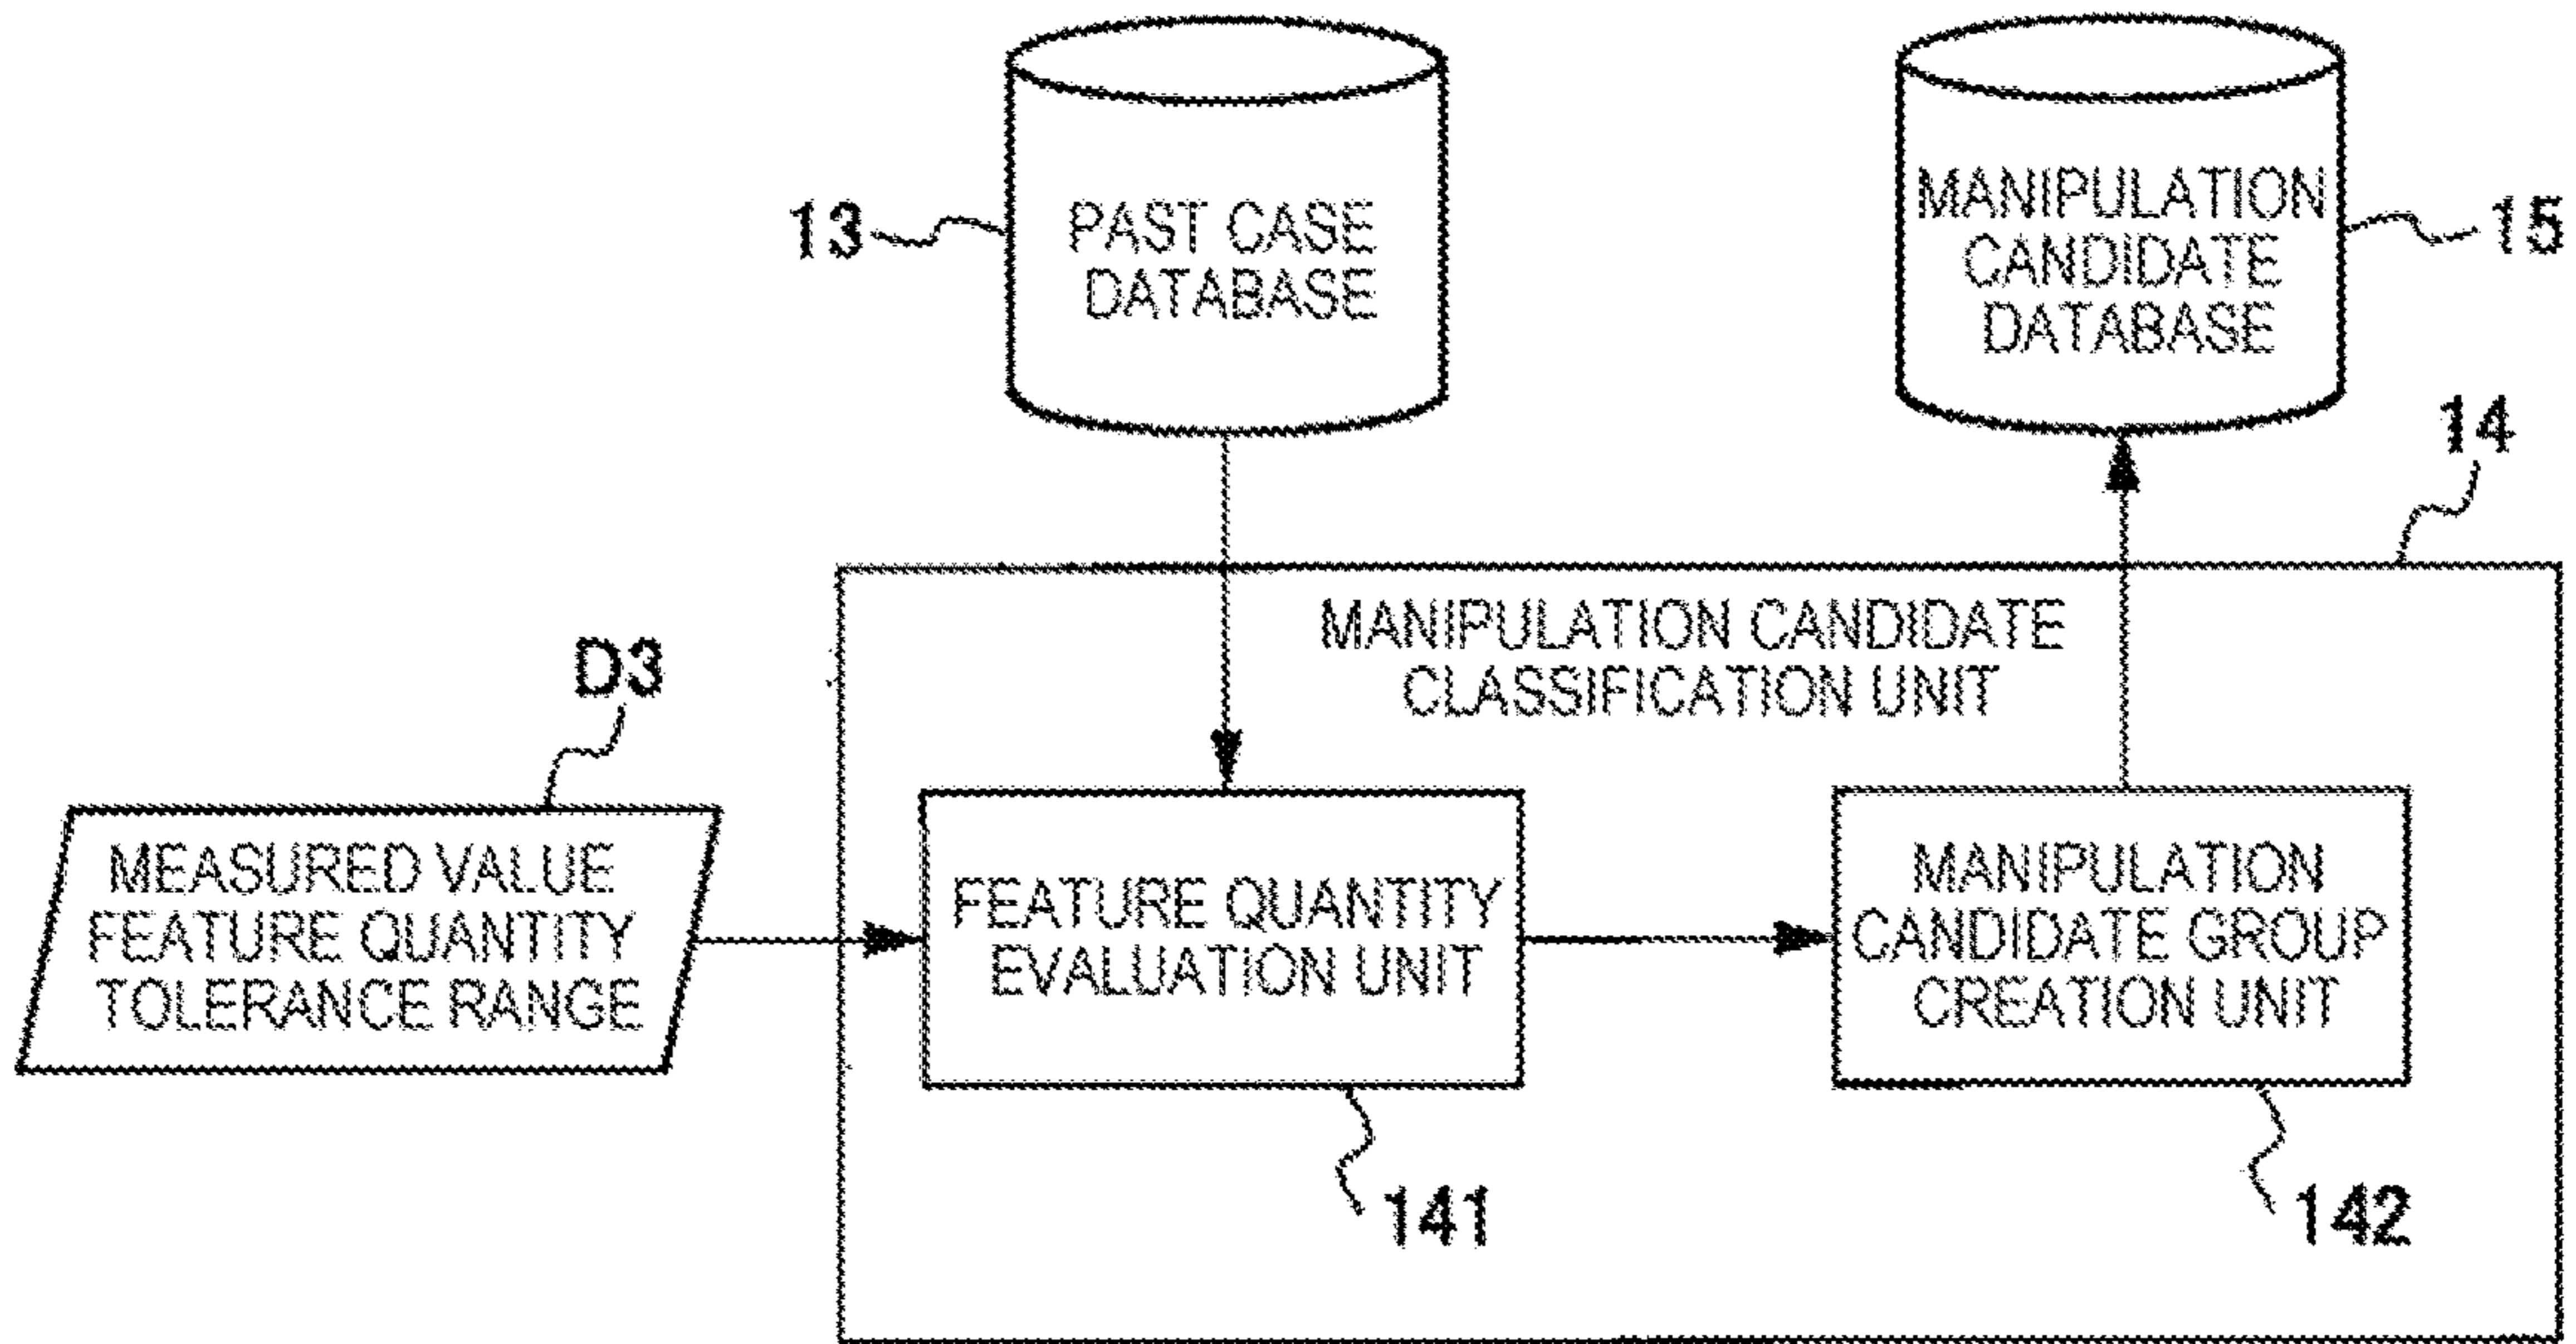 13
PAST CASE
DATABASE
MANIPULATION
CANDIDATE
DATABASE
15
14
MANIPULATION CANDIDATE
CLASSIFICATION UNIT
D3
MEASURED VALUE
FEATURE QUANTITY
TOLERANCE RANGE
FEATURE QUANTITY
EVALUATION UNIT
MANIPULATION
CANDIDATE GROUP
CREATION UNIT
141
142